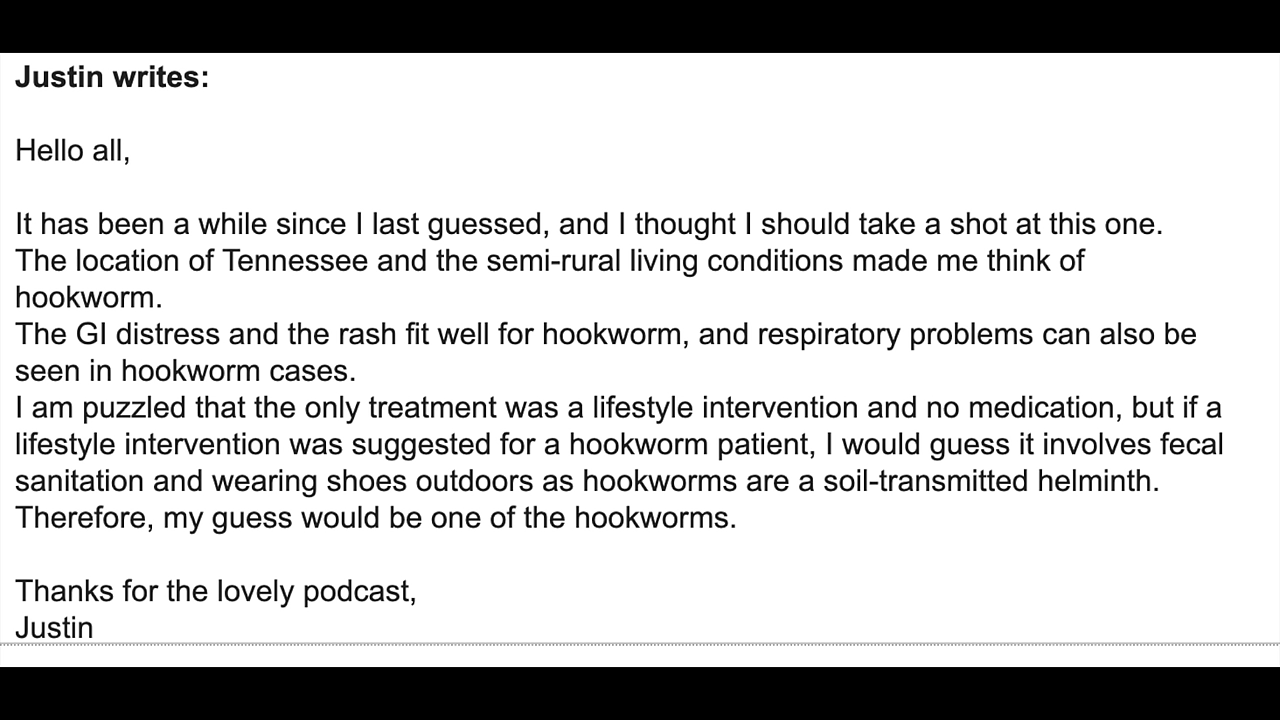 Justin writes:
Hello all,
It has been a while since I last guessed, and I thought I should take a shot at this one.
The location of Tennessee and the semi-rural living conditions made me think of
hookworm.
The GI distress and the rash fit well for hookworm, and respiratory problems can also be
seen in hookworm cases.
I am puzzled that the only treatment was a lifestyle intervention and no medication, but if a
lifestyle intervention was suggested for a hookworm patient, I would guess it involves fecal
sanitation and wearing shoes outdoors as hookworms are a soil-transmitted helminth.
Therefore, my guess would be one of the hookworms.
Thanks for the lovely podcast,
Justin